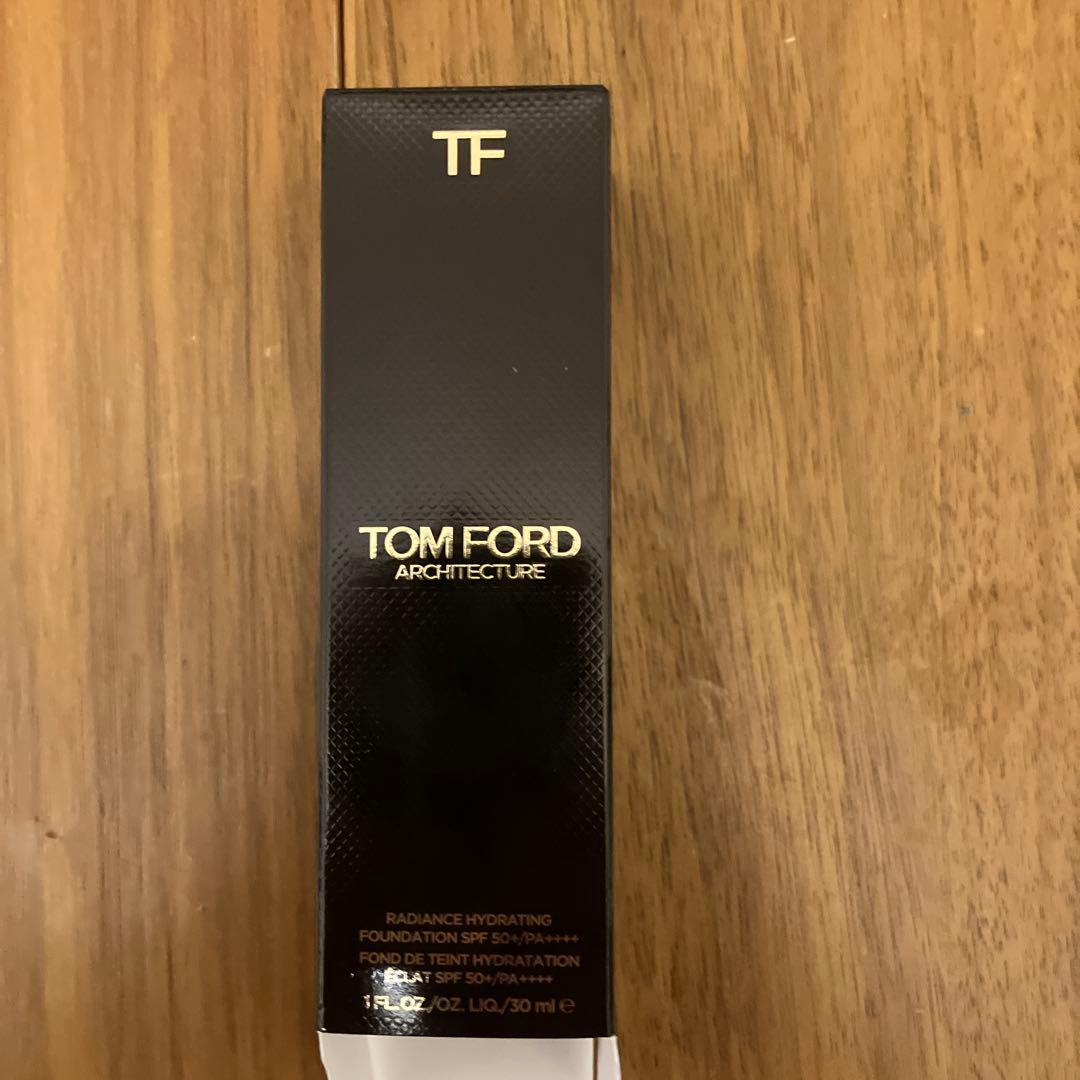 TF
TOM FORD
ARCHITECTURE
RADIANCE HYDRATING
FOUNDATION SPF 50+/PA++++
FOND DE TEINT HYDRATATION
ÉCLAT SPF 50+/PA++++
1 FL.OZ./OZ. LIQ./30 ml ℮